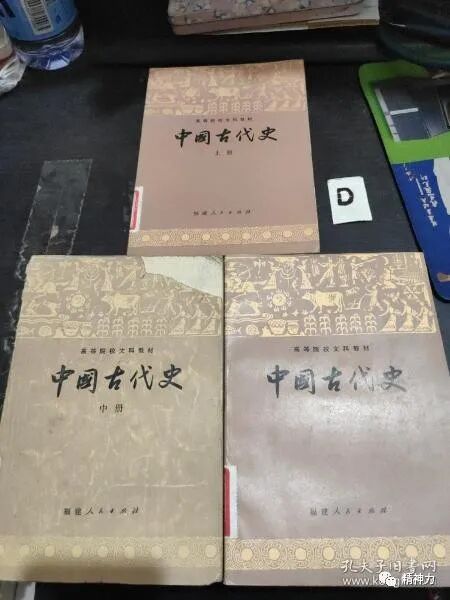 高等院校文科教材
中國古代史
上册
福建人民出版社
D
高等院校文科教材
中國古代史
中册
福建人民出版社
高等院校文科教材
中國古代史
福建人民出版社
孔夫子旧书网
精神力